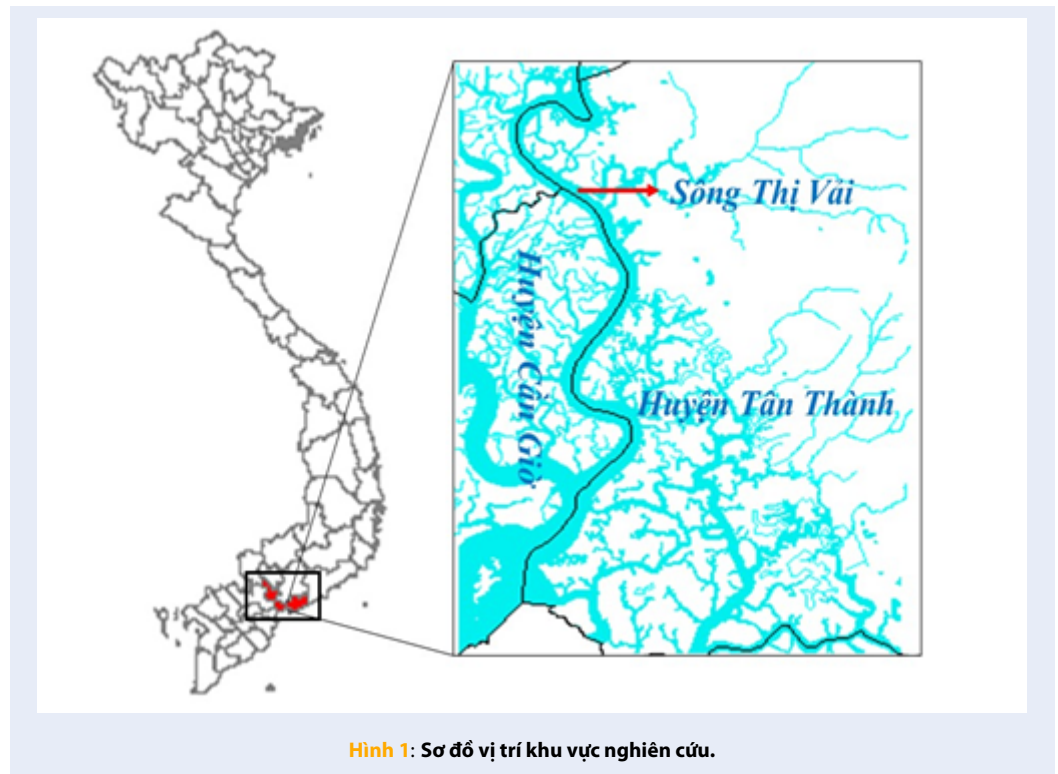 Sông Thị Vải
Huyện Cần Giờ
Huyện Tân Thành
Hình 1: Sơ đồ vị trí khu vực nghiên cứu.